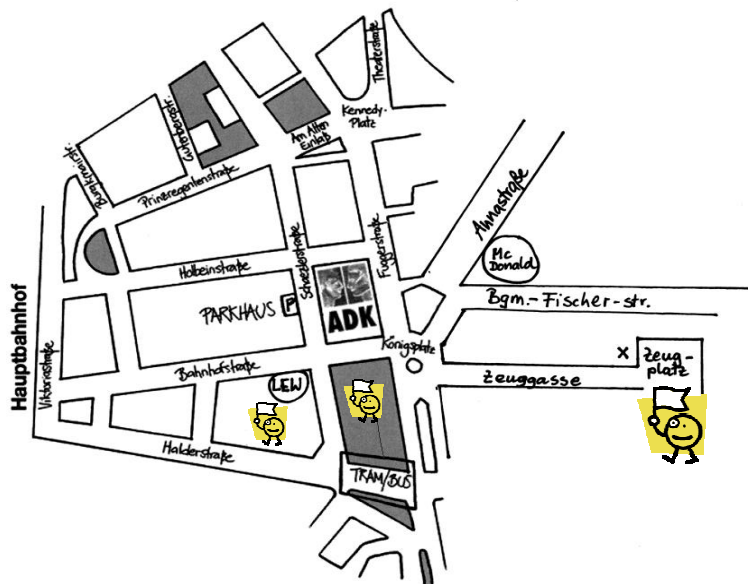 Theaterstraße
Kennedy-
Platz
Am Alten
Einlaß
Gutenbergstr.
Burgkmairstr.
Prinzregentenstraße
Annastraße
Mc
Donald
Schaezlerstraße
Fuggerstraße
Holbeinstraße
Bgm.-Fischer-str.
Hauptbahnhof
PARKHAUS
P
ADK
Königsplatz
Viktoriastraße
Bahnhofstraße
x
Zeug-
platz
Zeuggasse
LEW
Halderstraße
TRAM/BUS